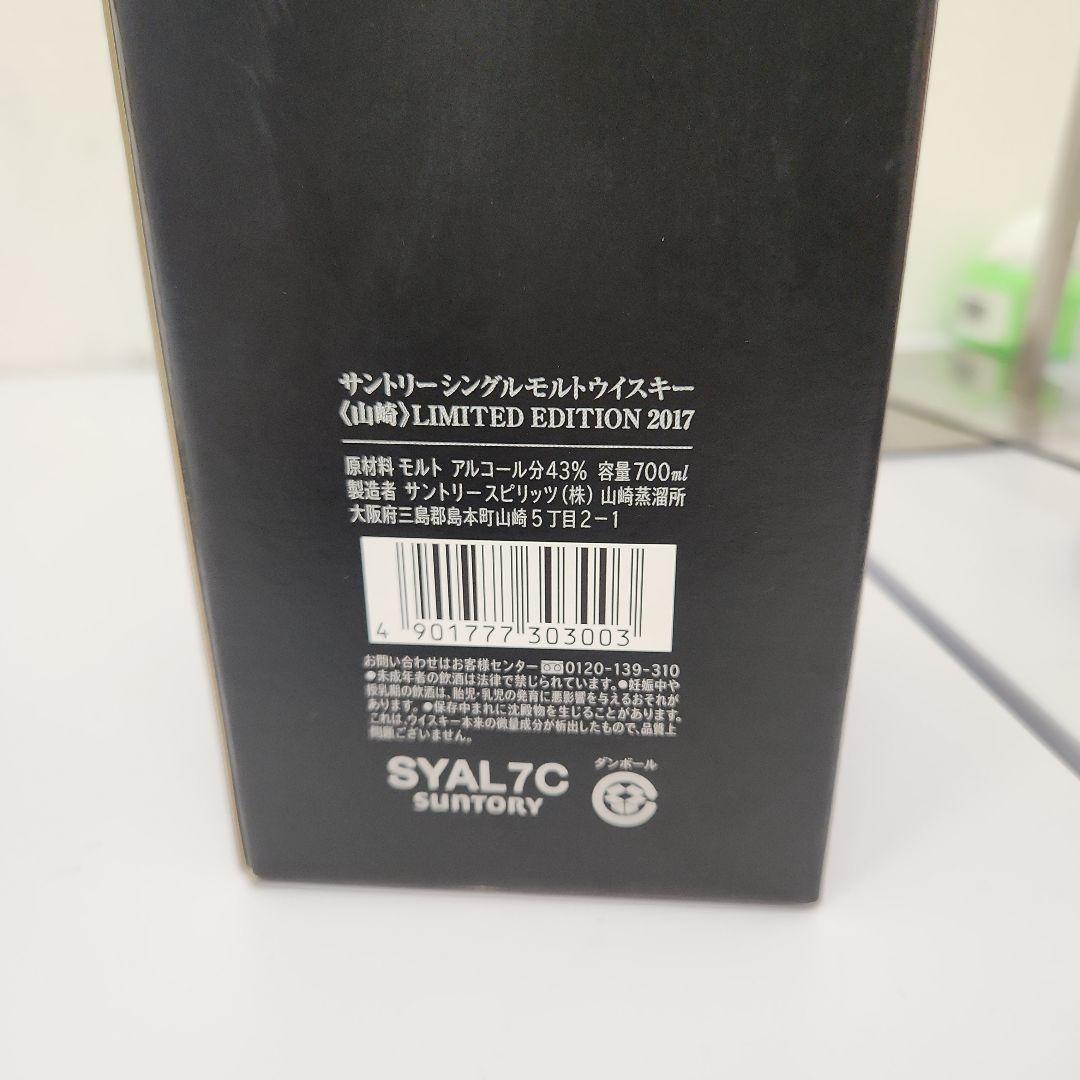 サントリーシングルモルトウイスキー
《山崎》LIMITED EDITION 2017
原材料 モルト アルコール分43% 容量700ml
製造者 サントリースピリッツ(株) 山崎蒸溜所
大阪府三島郡島本町山崎5丁目2-1
4 901777 303003
お問い合わせはお客様センター 0120-139-310
●未成年者の飲酒は法律で禁じられています。●妊娠中や
授乳期の飲酒は、胎児・乳児の発育に悪影響を与えるおそれが
あります。●保存中まれに沈殿物を生じることがあります。
これは、ウイスキー本来の微量成分が析出したもので、品質上
問題ございません。
SYAL7C
SUNTORY
ダンボール